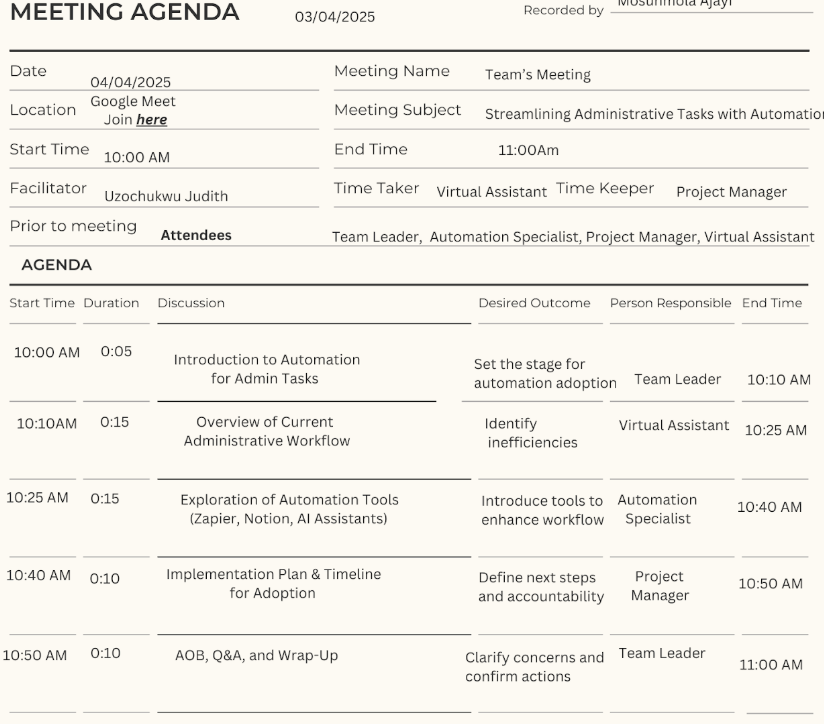 MEETING AGENDA 03/04/2025 Recorded by Mosunmola Ajayi
Date 04/04/2025 Meeting Name Team's Meeting
Location Google Meet Meeting Subject Streamlining Administrative Tasks with Automation
Join here
Start Time 10:00 AM End Time 11:00Am
Facilitator Uzochukwu Judith Time Taker Virtual Assistant Time Keeper Project Manager
Prior to meeting Attendees Team Leader, Automation Specialist, Project Manager, Virtual Assistant
AGENDA
Start Time Duration Discussion Desired Outcome Person Responsible End Time
10:00 AM 0:05 Introduction to Automation Set the stage for
for Admin Tasks automation adoption Team Leader 10:10 AM
10:10AM 0:15 Overview of Current Identify Virtual Assistant 10:25 AM
Administrative Workflow inefficiencies
10:25 AM 0:15 Exploration of Automation Tools Introduce tools to Automation 10:40 AM
(Zapier, Notion, AI Assistants) enhance workflow Specialist
10:40 AM 0:10 Implementation Plan & Timeline Define next steps Project 10:50 AM
for Adoption and accountability Manager
10:50 AM 0:10 AOB, Q&A, and Wrap-Up Clarify concerns and Team Leader 11:00 AM
confirm actions